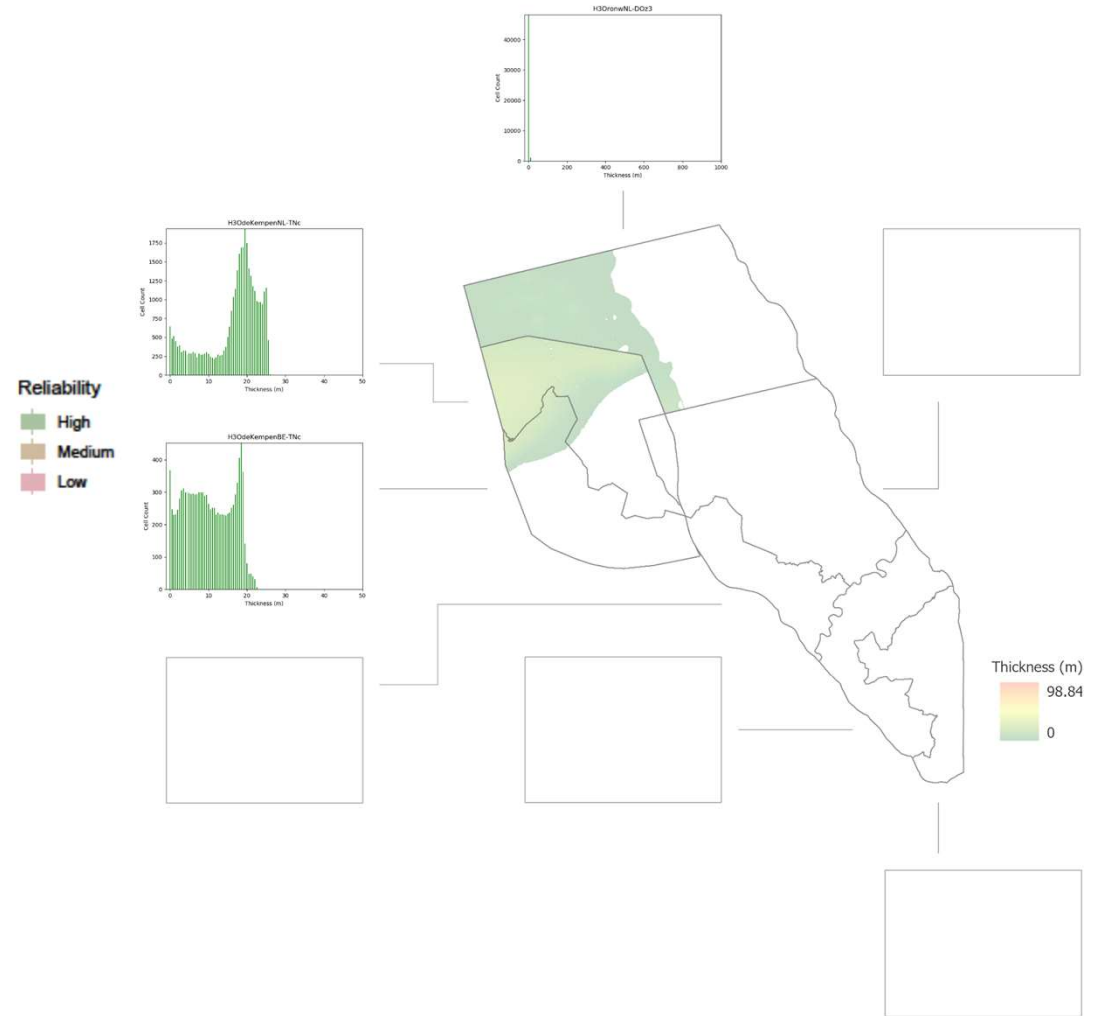 H3OronwNL-DOz3
Cell Count
40000
30000
20000
10000
0
0 200 400 600 800 1000
Thickness (m)
H3OdeKempenNL-TNc
Cell Count
1750
1500
1250
1000
750
500
250
0
0 10 20 30 40 50
Thickness (m)
Reliability
High
Medium
Low
H3OdeKempenBE-TNc
Cell Count
400
300
200
100
0
0 10 20 30 40 50
Thickness (m)
Thickness (m)
98.84
0